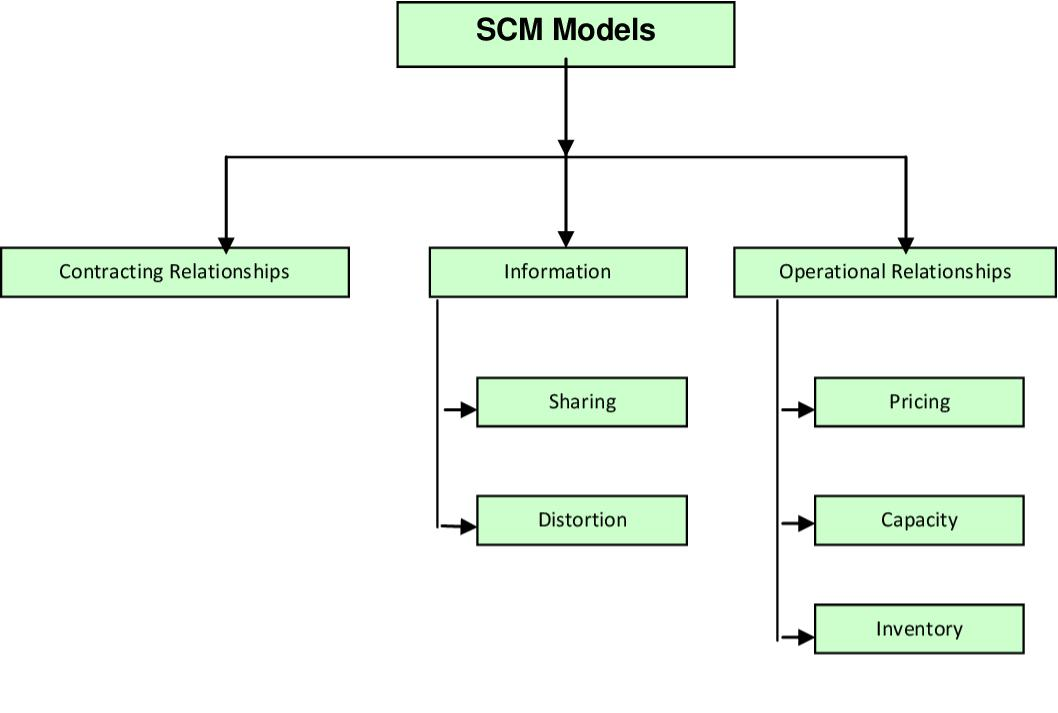 SCM Models
Contracting Relationships
Information
Operational Relationships
Sharing
Pricing
Distortion
Capacity
Inventory